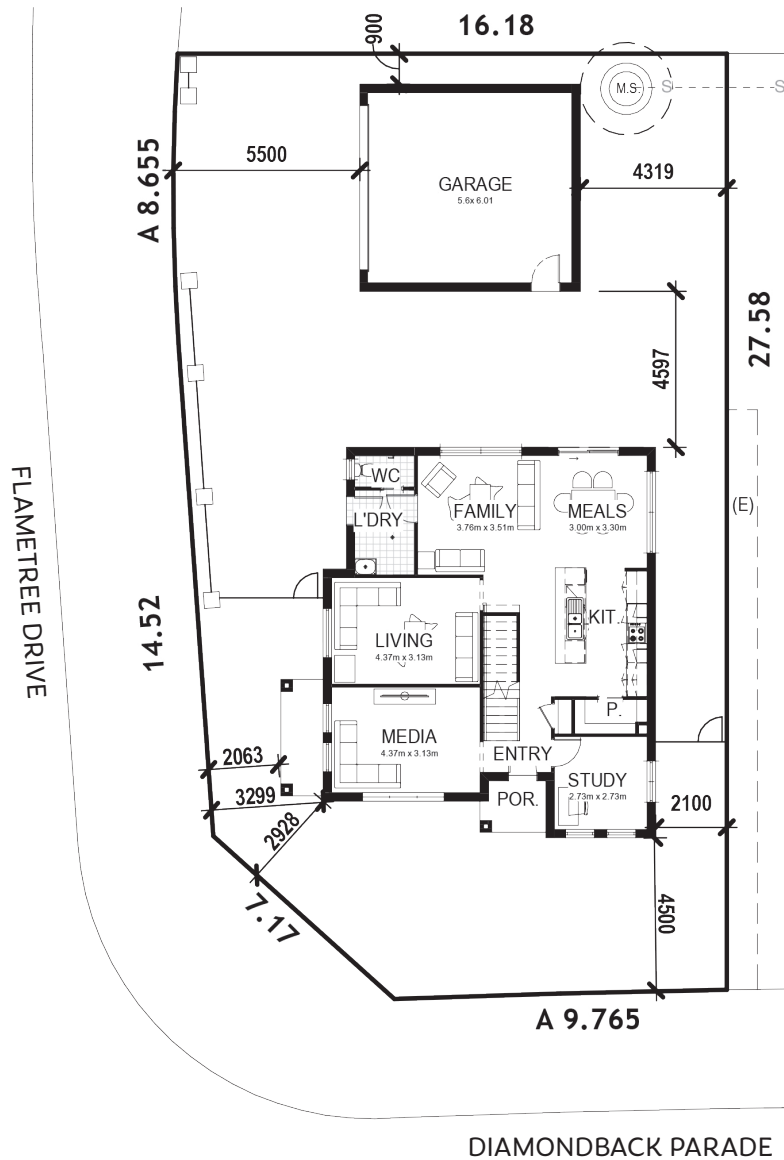 16.18
900
M.S.
S
S
A 8.655
5500
GARAGE
5.6x 6.01
4319
27.58
4597
FLAMETREE DRIVE
WC
L'DRY
FAMILY
3.76m x 3.51m
MEALS
3.00m x 3.30m
(E)
14.52
LIVING
4.37m x 3.13m
KIT.
P.
MEDIA
4.37m x 3.13m
ENTRY
STUDY
2.73m x 2.73m
POR.
2063
3299
2928
2100
7.17
4500
A 9.765
DIAMONDBACK PARADE